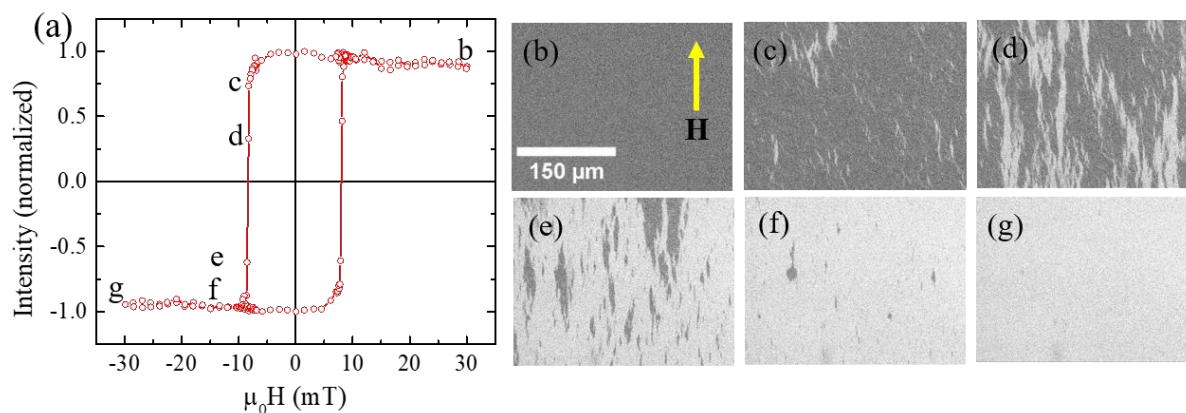 (a)
Intensity (normalized)
1.0
0.5
0.0
-0.5
-1.0
b
c
d
e
f
g
-30 -20 -10 0 10 20 30
μ₀H (mT)
(b)
H
150 μm
(c)
(d)
(e)
(f)
(g)